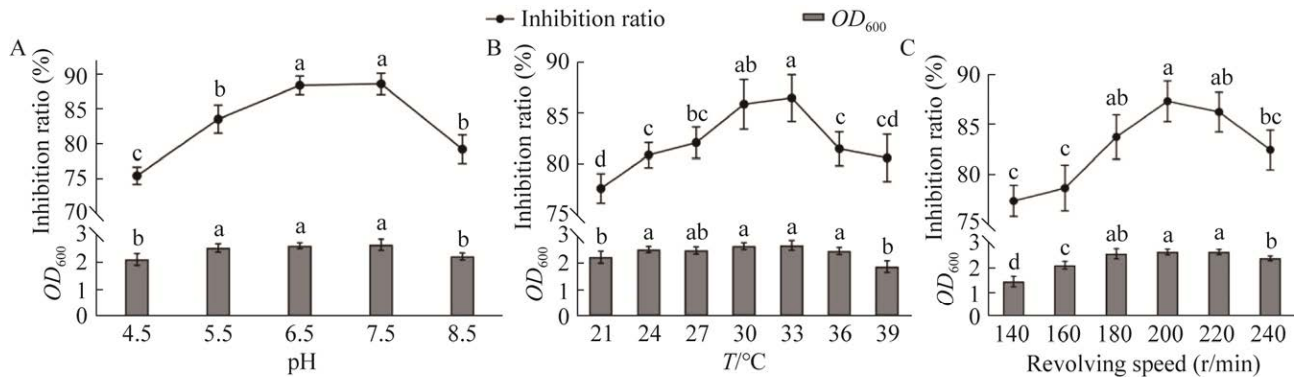 Inhibition ratio OD600
A
Inhibition ratio (%)
90
85
80
75
70
c b a a b
OD600
3
2
1
0
b a a a b
4.5 5.5 6.5 7.5 8.5
pH
B
Inhibition ratio (%)
90
85
80
75
d c bc ab a c cd
OD600
3
2
1
0
b a ab a a ab b
21 24 27 30 33 36 39
T/°C
C
Inhibition ratio (%)
90
85
80
75
c c ab a ab bc
OD600
3
2
1
0
d c ab a a b
140 160 180 200 220 240
Revolving speed (r/min)